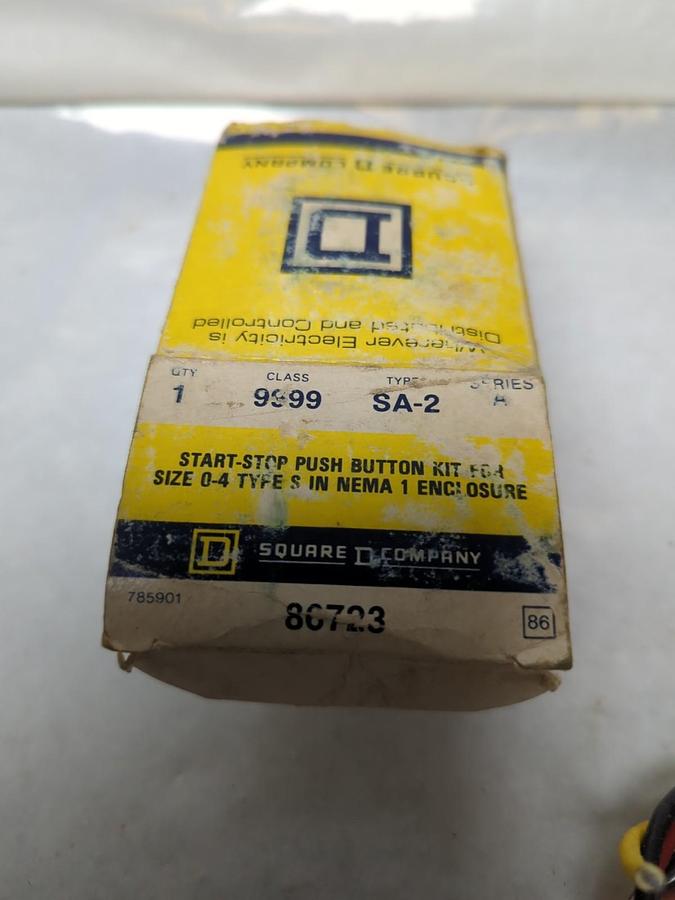 SQUARE D COMPANY
D
Wherever Electricity is
Distributed and Controlled
QTY CLASS TYPE SERIES
1 9999 SA-2 A
START-STOP PUSH BUTTON KIT FOR
SIZE 0-4 TYPE S IN NEMA 1 ENCLOSURE
D SQUARE D COMPANY
785901
86723
86